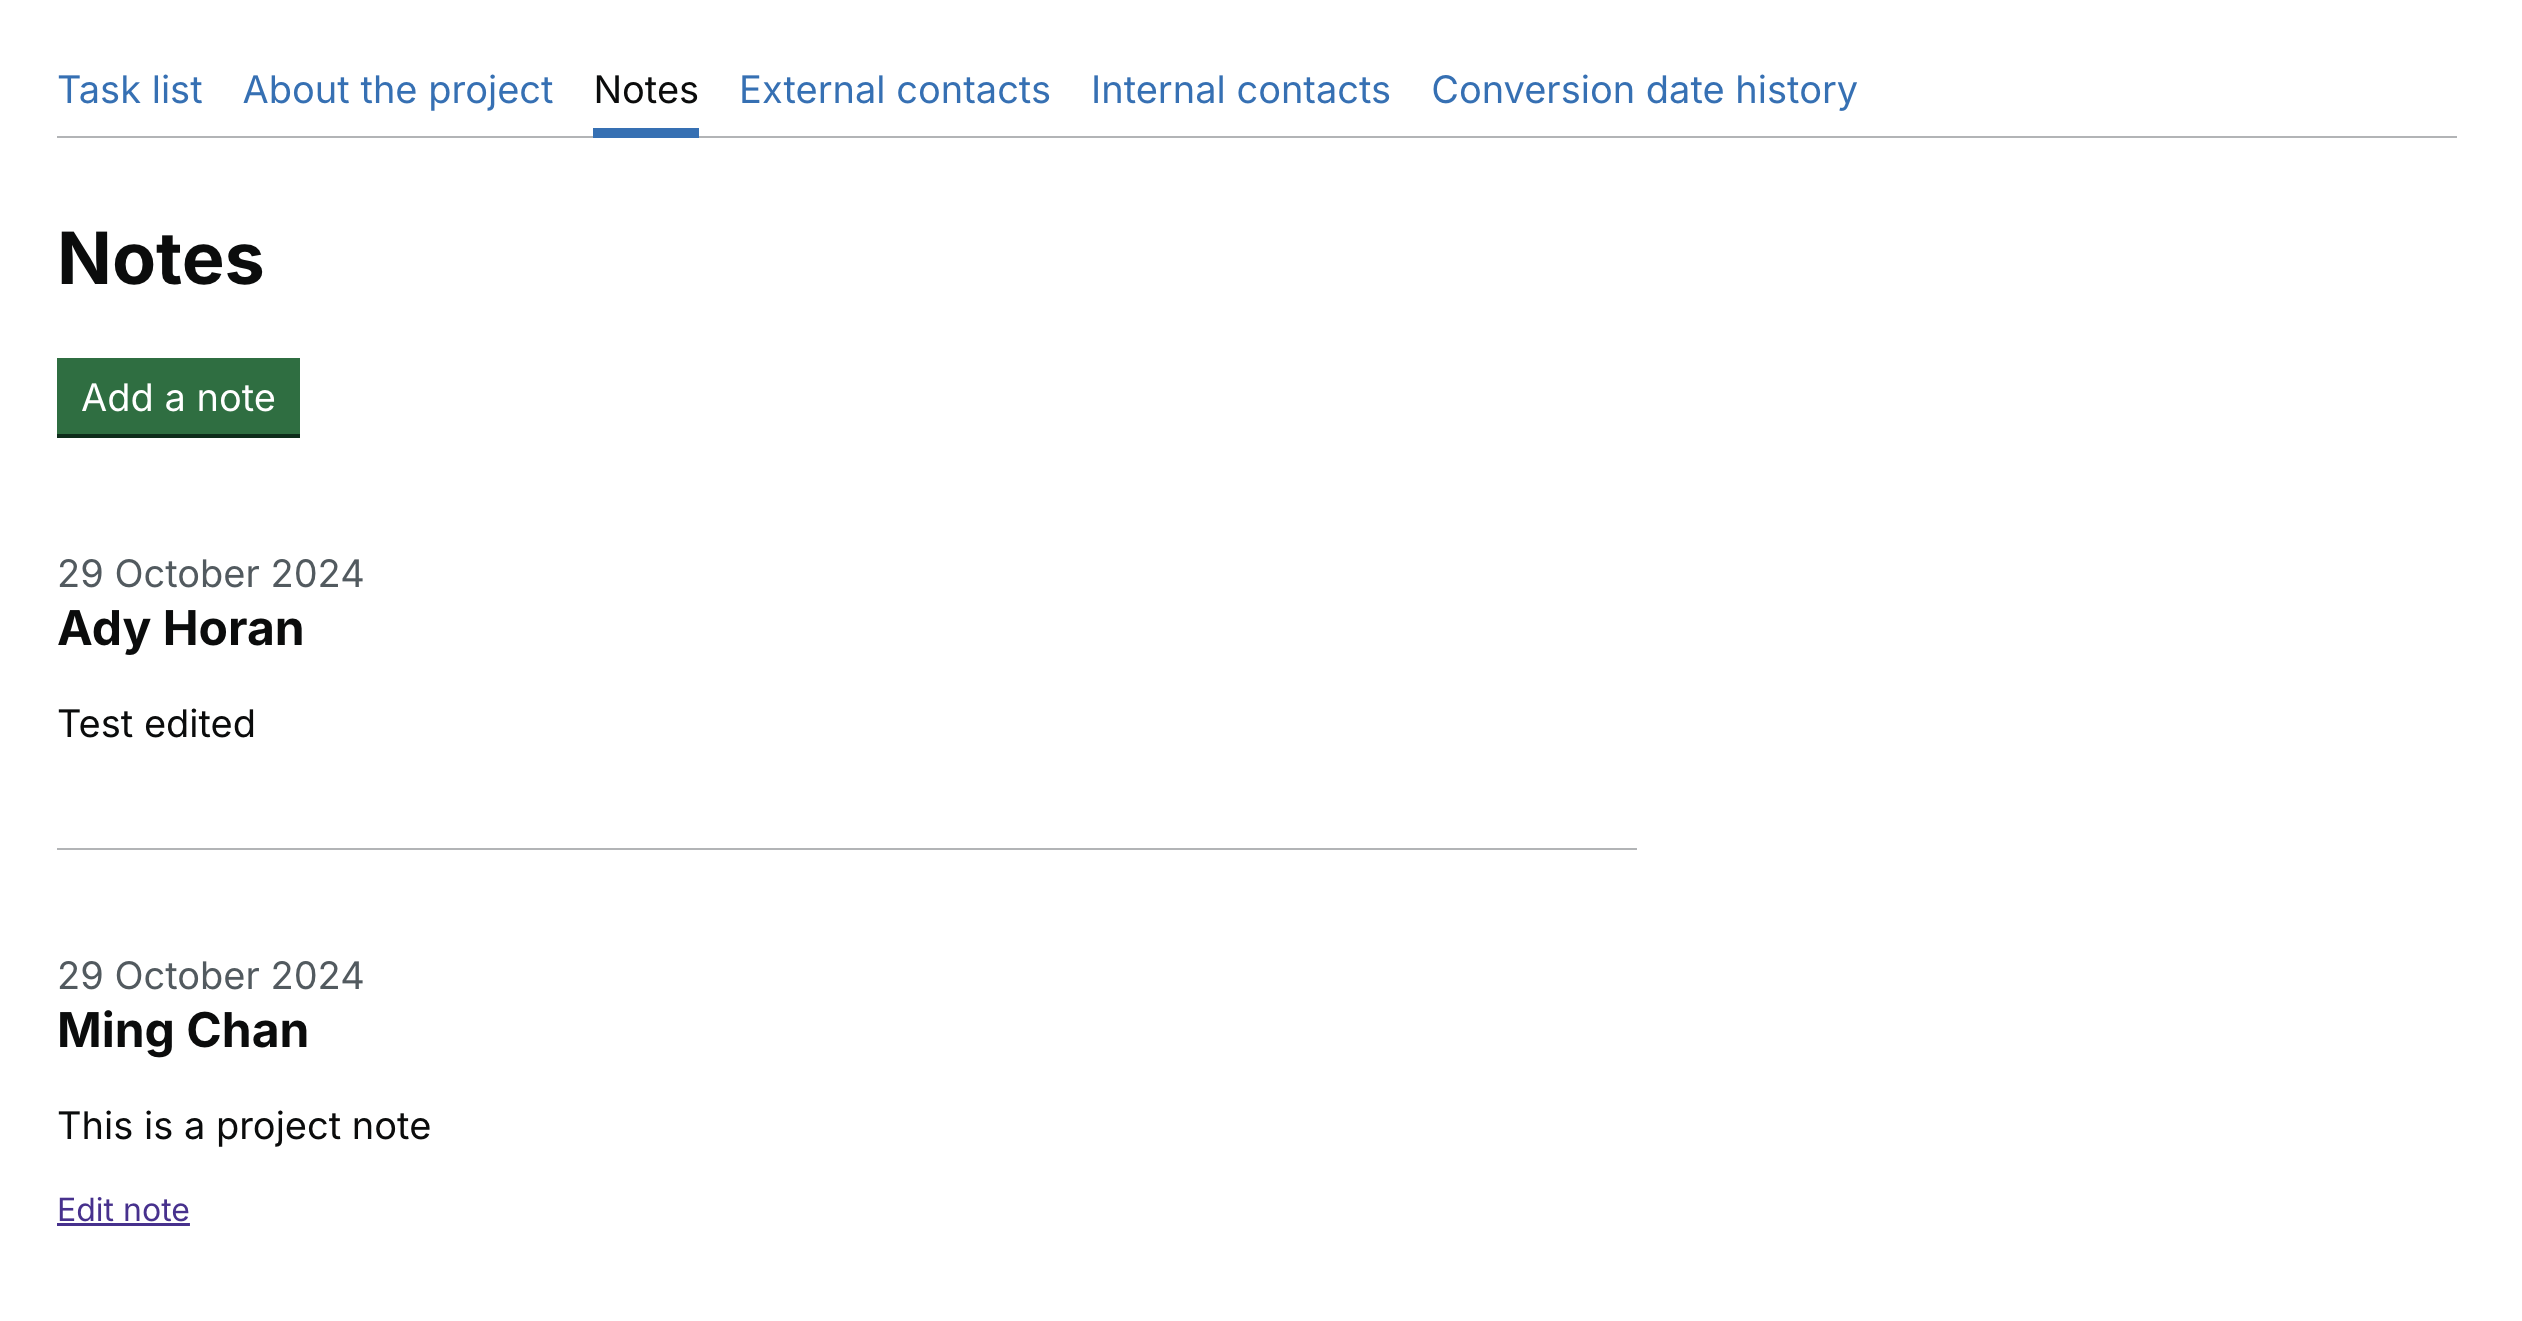 Task list About the project Notes External contacts Internal contacts Conversion date history
Notes
Add a note
29 October 2024
Ady Horan
Test edited
29 October 2024
Ming Chan
This is a project note
Edit note